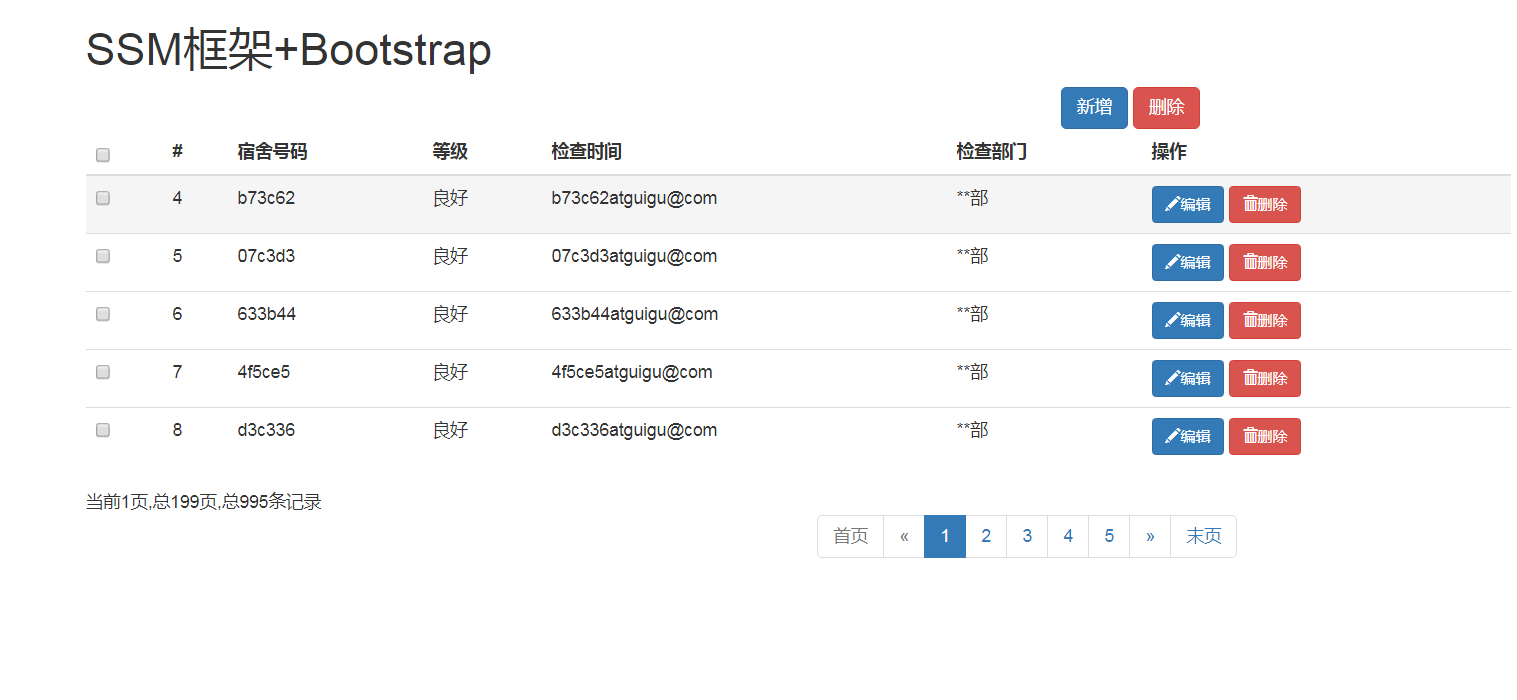 SSM框架+Bootstrap
新增 删除
# 宿舍号码 等级 检查时间 检查部门 操作
4 b73c62 良好 b73c62atguigu@com **部 编辑 删除
5 07c3d3 良好 07c3d3atguigu@com **部 编辑 删除
6 633b44 良好 633b44atguigu@com **部 编辑 删除
7 4f5ce5 良好 4f5ce5atguigu@com **部 编辑 删除
8 d3c336 良好 d3c336atguigu@com **部 编辑 删除
当前1页,总199页,总995条记录
首页 « 1 2 3 4 5 » 末页